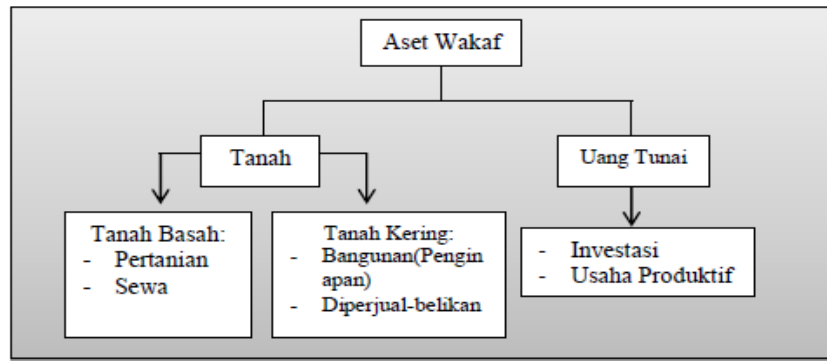 Aset Wakaf
Tanah
Uang Tunai
Tanah Basah:
- Pertanian
- Sewa
Tanah Kering:
- Bangunan(Pengin
apan)
- Diperjual-belikan
- Investasi
- Usaha Produktif